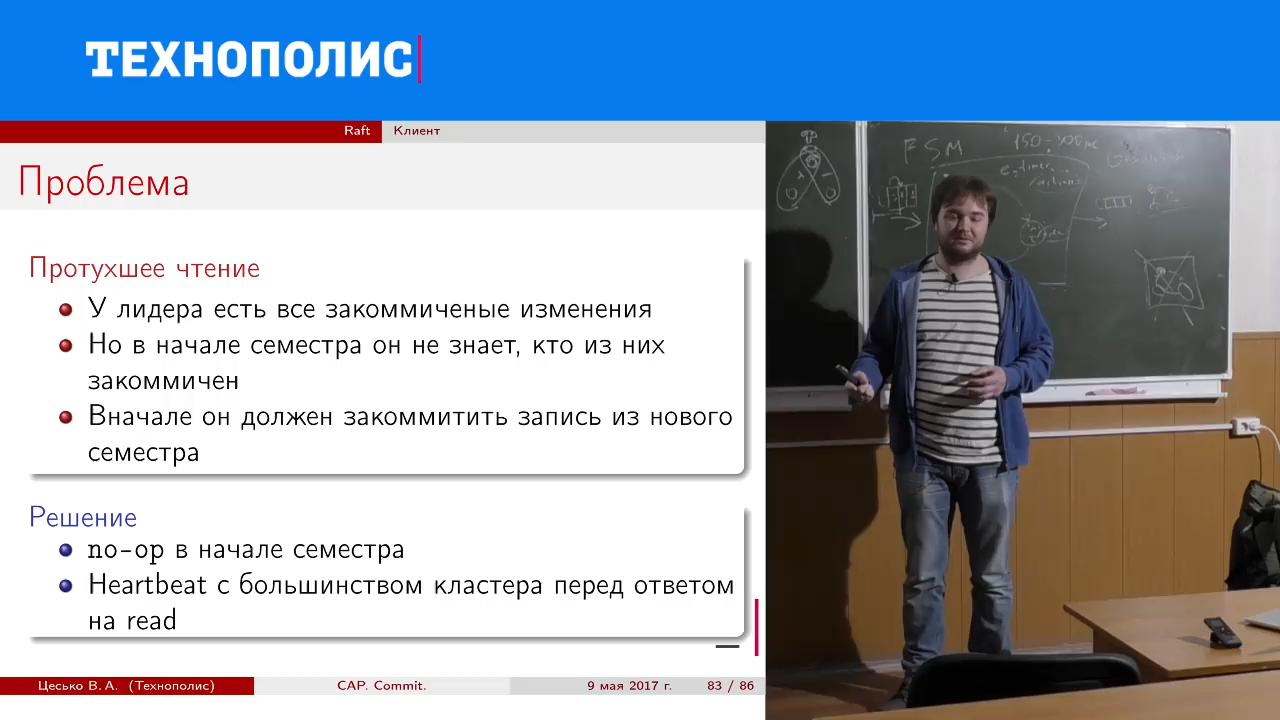 ТЕХНОПОЛИС
Raft
Клиент
Проблема
Протухшее чтение
У лидера есть все закоммиченые изменения
Но в начале семестра он не знает, кто из них
закоммичен
Вначале он должен закоммитить запись из нового
семестра
Решение
no-op в начале семестра
Heartbeat с большинством кластера перед ответом
на read
Цесько В. А. (Технополис)
CAP. Commit.
9 мая 2017 г.
83 / 86
FSM